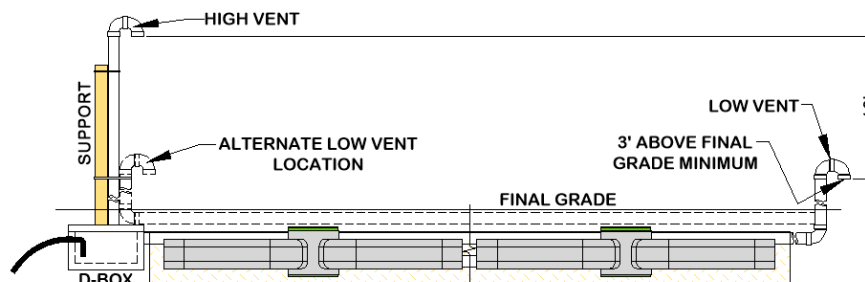 HIGH VENT
SUPPORT
LOW VENT
ALTERNATE LOW VENT
LOCATION
3' ABOVE FINAL
GRADE MINIMUM
FINAL GRADE
D-BOX